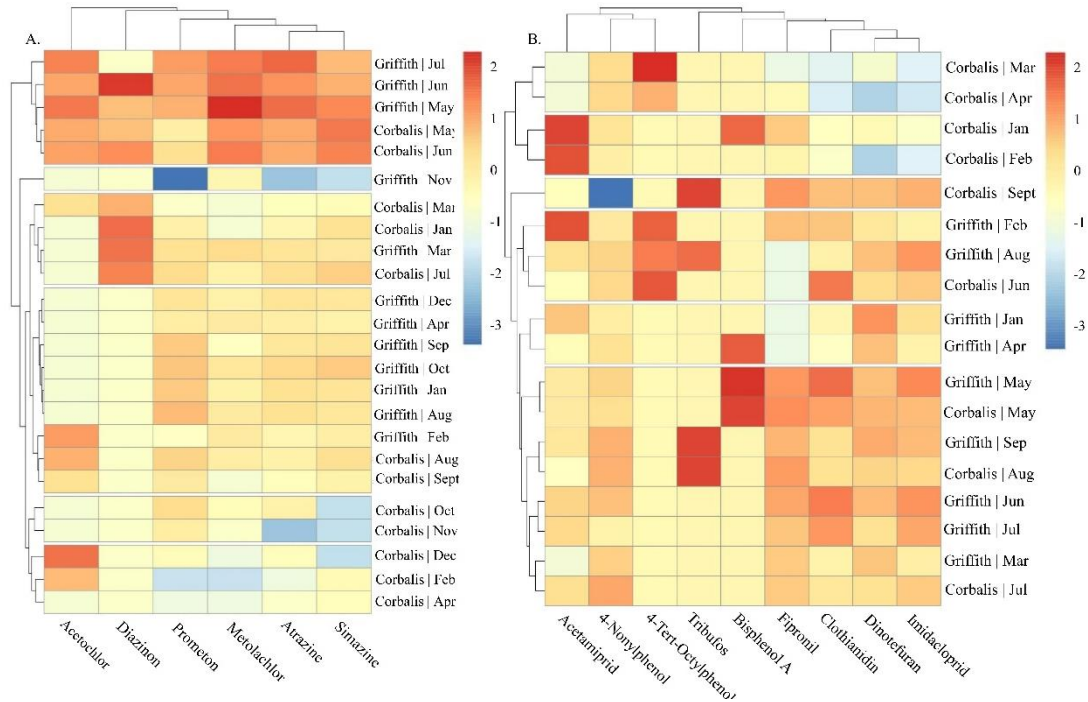 A.
Griffith | Jul
Griffith | Jun
Griffith | May
Corbalis | May
Corbalis | Jun
Griffith Nov
Corbalis | Mar
Corbalis | Jan
Griffith Mar
Corbalis | Jul
Griffith | Dec
Griffith | Apr
Griffith | Sep
Griffith | Oct
Griffith Jan
Griffith | Aug
Griffith Feb
Corbalis | Aug
Corbalis | Sept
Corbalis | Oct
Corbalis | Nov
Corbalis | Dec
Corbalis | Feb
Corbalis | Apr
Acetochlor
Diazinon
Prometon
Metolachlor
Atrazine
Simazine
2
1
0
-1
-2
-3
B.
Corbalis | Mar
Corbalis | Apr
Corbalis | Jan
Corbalis | Feb
Corbalis | Sept
Griffith | Feb
Griffith | Aug
Corbalis | Jun
Griffith | Jan
Griffith | Apr
Griffith | May
Corbalis | May
Griffith | Sep
Corbalis | Aug
Griffith | Jun
Griffith | Jul
Griffith | Mar
Corbalis | Jul
Acetamiprid
4-Nonylphenol
4-Tert-Octylphenol
Tribufos
Bisphenol A
Fipronil
Clothianidin
Dinotefuran
Imidacloprid
2
1
0
-1
-2
-3